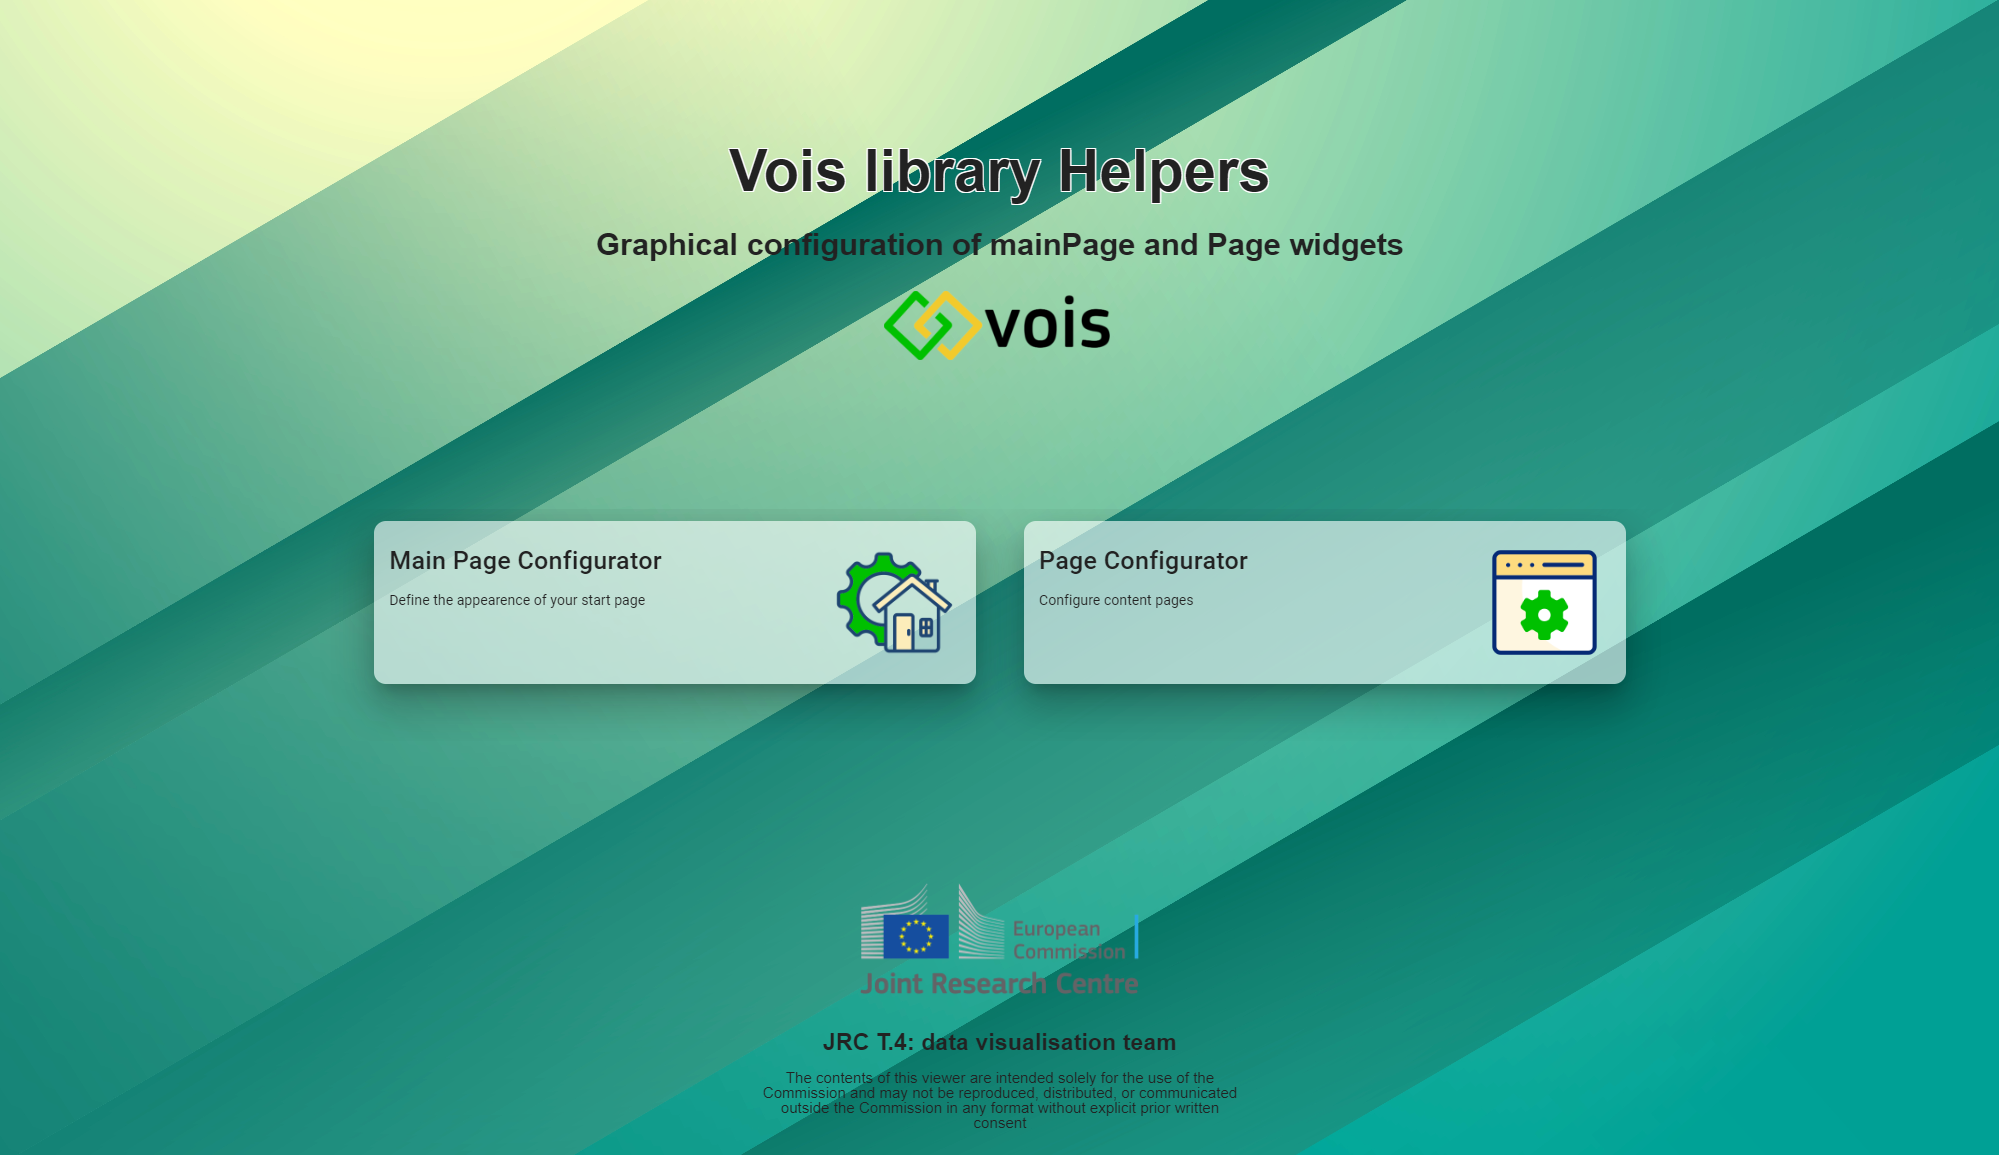 Vois library Helpers
Graphical configuration of mainPage and Page widgets
vois
Main Page Configurator
Define the appearence of your start page
Page Configurator
Configure content pages
European
Commission
Joint Research Centre
JRC T.4: data visualisation team
The contents of this viewer are intended solely for the use of the
Commission and may not be reproduced, distributed, or communicated
outside the Commission in any format without explicit prior written
consent